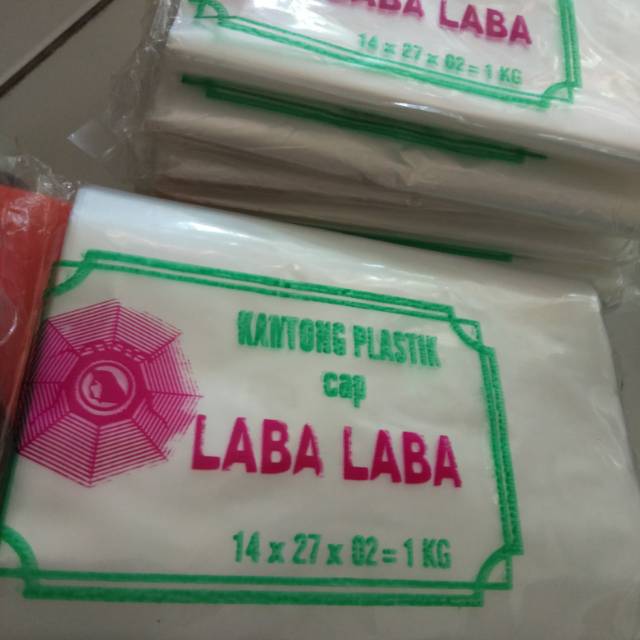 LABA LABA
14 x 27 x 02 = 1 KG
KANTONG PLASTIK
cap
LABA LABA
14 x 27 x 02 = 1 KG